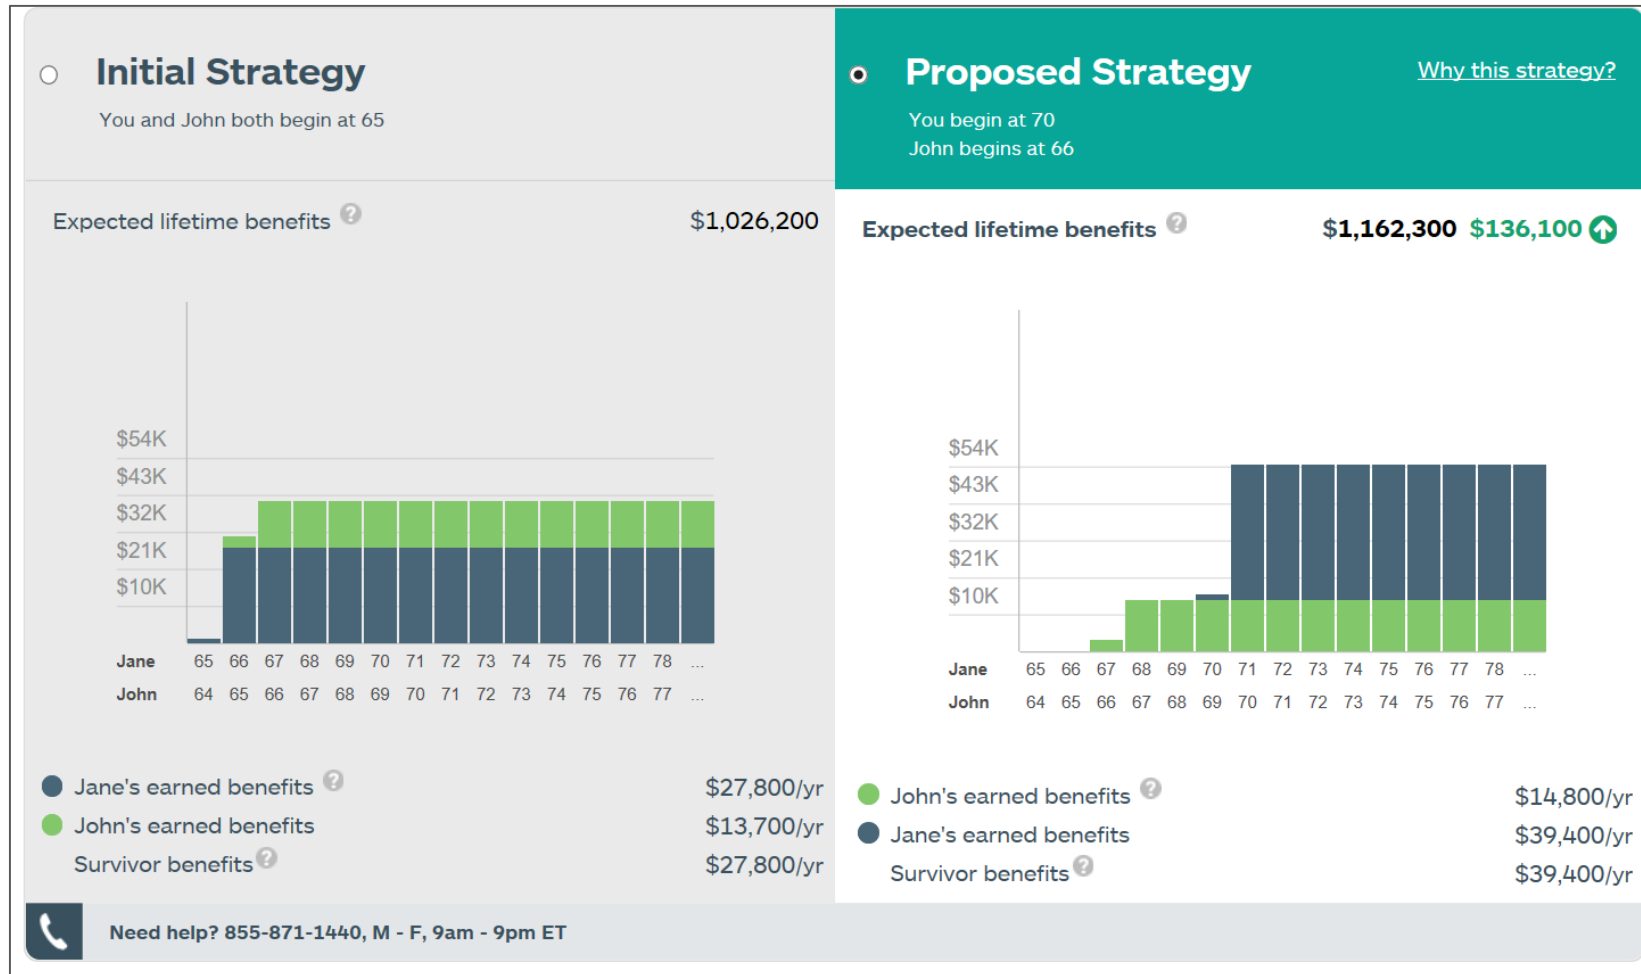 Initial Strategy
You and John both begin at 65
Expected lifetime benefits ?
$1,026,200
$54K
$43K
$32K
$21K
$10K
Jane 65 66 67 68 69 70 71 72 73 74 75 76 77 78 ...
John 64 65 66 67 68 69 70 71 72 73 74 75 76 77 ...
Jane's earned benefits ? $27,800/yr
John's earned benefits $13,700/yr
Survivor benefits ? $27,800/yr
Proposed Strategy
Why this strategy?
You begin at 70
John begins at 66
Expected lifetime benefits ?
$1,162,300 $136,100
$54K
$43K
$32K
$21K
$10K
Jane 65 66 67 68 69 70 71 72 73 74 75 76 77 78 ...
John 64 65 66 67 68 69 70 71 72 73 74 75 76 77 ...
John's earned benefits ? $14,800/yr
Jane's earned benefits $39,400/yr
Survivor benefits ? $39,400/yr
Need help? 855-871-1440, M - F, 9am - 9pm ET